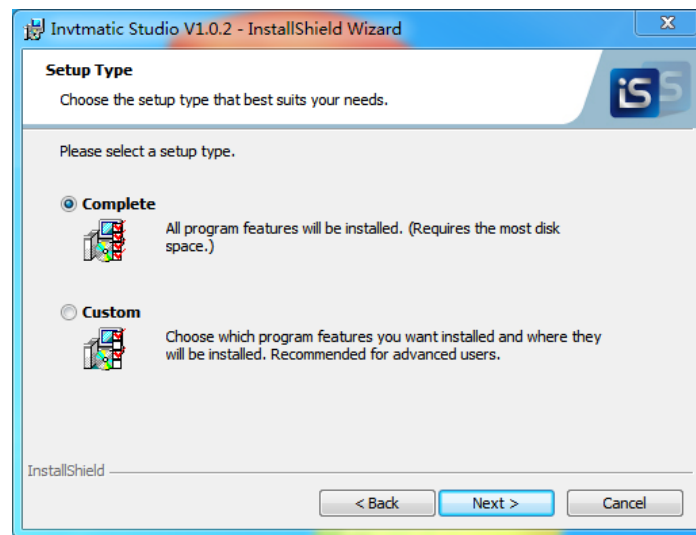 Invtmatic Studio V1.0.2 - InstallShield Wizard
Setup Type
Choose the setup type that best suits your needs.
iS
S
Please select a setup type.
Complete
All program features will be installed. (Requires the most disk
space.)
Custom
Choose which program features you want installed and where they
will be installed. Recommended for advanced users.
InstallShield
< Back
Next >
Cancel